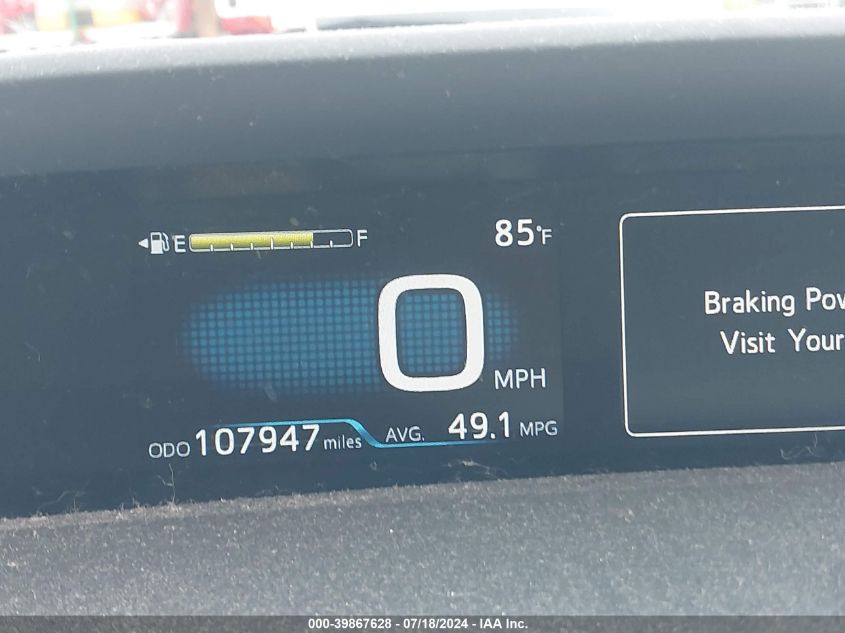 E F 85°F
0 MPH
ODO 107947 miles AVG. 49.1 MPG
Braking
Visit Your
000-39867628 - 07/18/2024 - IAA Inc.